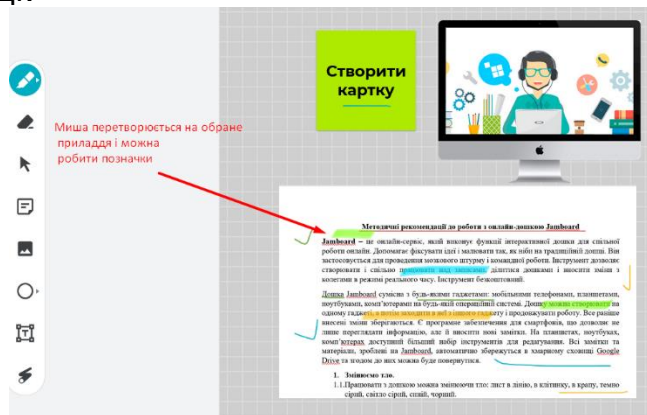 Створити
картку
Миша перетворюється на обране
приладдя і можна
робити позначки
Методичні рекомендації до роботи з онлайн-дошкою Jamboard
Jamboard – це онлайн-сервіс, який виконує функції інтерактивної дошки для спільної
роботи онлайн. Допомагає фіксувати ідеї і малювати так, як ніби на традиційній дошці. Він
застосовується для проведення мозкового штурму і командної роботи. Інструмент дозволяє
створювати і спільно працювати над записами, ділитися дошками і вносити зміни з
колегами в режимі реального часу. Інструмент безкоштовний.
Дошка Jamboard сумісна з будь-якими гаджетами: мобільними телефонами, планшетами,
ноутбуками, комп'ютерами на будь-якій операційній системі. Дошку можна створювати на
одному гаджеті, а потім заходити в неї з іншого гаджету і продовжувати роботу. Все раніше
внесені зміни зберігаються. Є програмне забезпечення для смартфонів, що дозволяє не
лише переглядати інформацію, але й вносити нові замітки. На планшетах, ноутбуках,
комп'ютерах доступний більший набір інструментів для редагування. Всі замітки та
матеріали, зроблені на Jamboard, автоматично збережуться в хмарному сховищі Google
Drive та згодом до них можна буде повернутися.
1. Змінюємо тло.
1.1.Працювати з дошкою можна змінюючи тло: лист в лінію, в клітинку, в крапу, темно
сірий, світло сірий, синій, чорний.